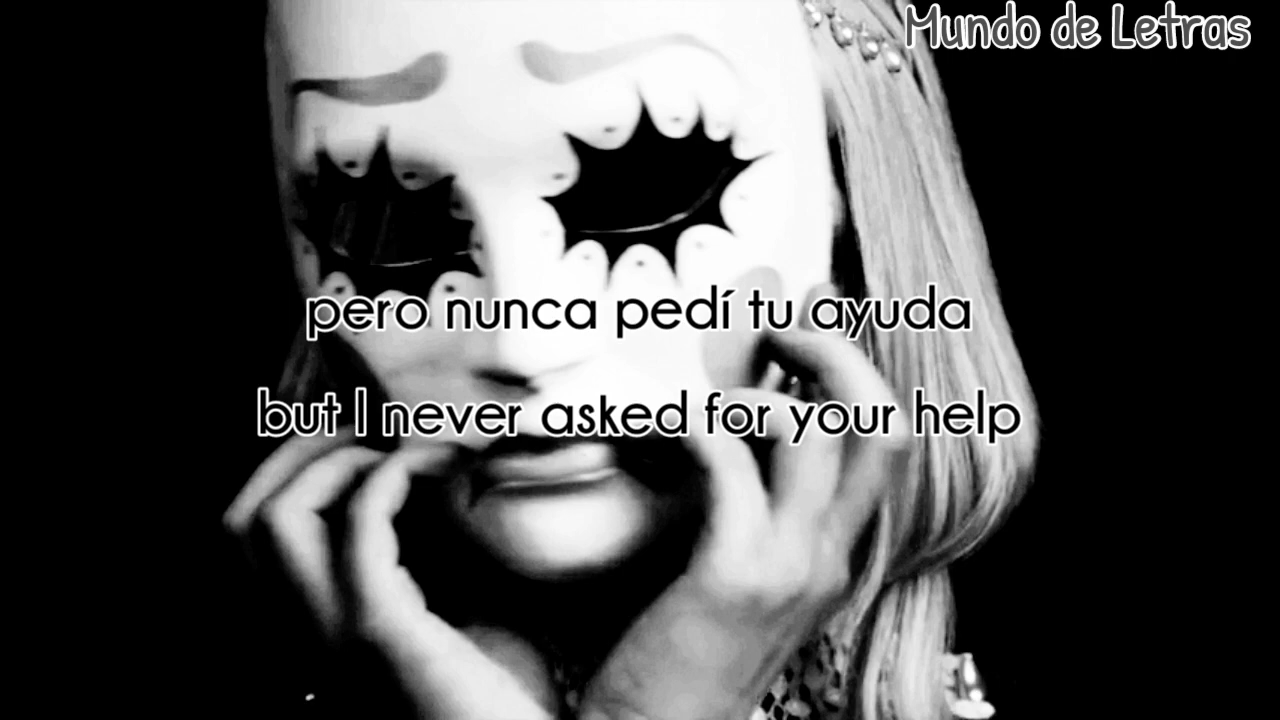 Mundo de Letras
pero nunca pedí tu ayuda
but I never asked for your help